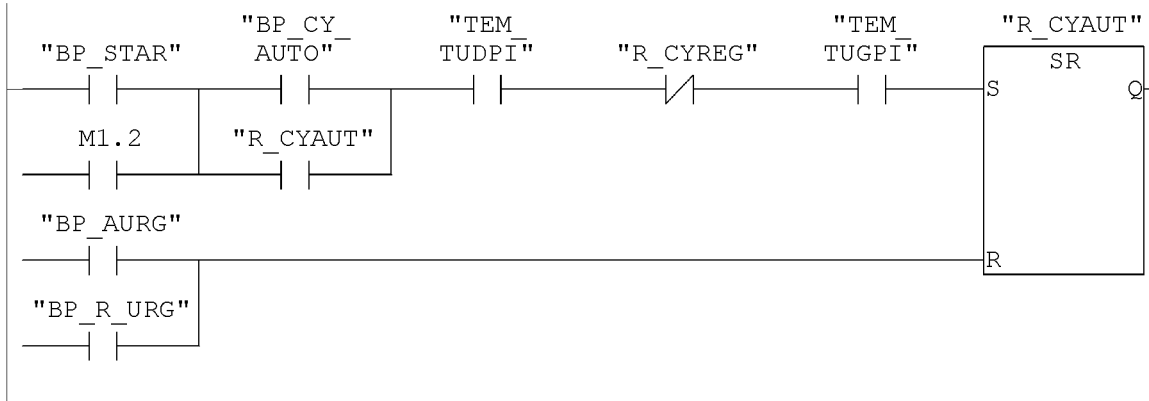 "BP_CY_
"TEM_
"TEM_
"R_CYAUT"
"BP_STAR"
AUTO"
TUDPI"
"R_CYREG"
TUGPI"
SR
S
Q
M1.2
"R_CYAUT"
"BP_AURG"
R
"BP_R_URG"